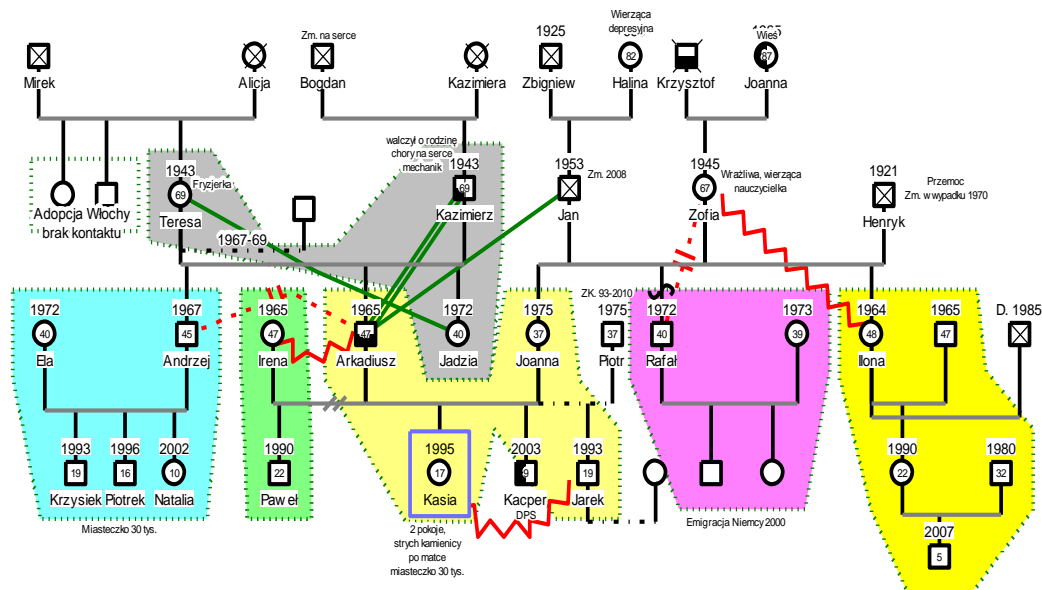 Mirek
Alicja
Zm. na serce
Bogdan
Kazimiera
1925
Zbigniew
Wierząca
depresyjna
82
Halina
Krzysztof
Wieś
87
Joanna
Adopcja
brak kontaktu
Włochy
1943
Fryzjerka
69
Teresa
1967-69
walczył o rodzinę
chory na serce
mechanik
1943
69
Kazimierz
1953
Zm. 2008
Jan
1945
Wrażliwa, wierząca
nauczycielka
67
Zofia
1921
Przemoc
Zm. w wypadku 1970
Henryk
1972
40
Ela
1967
45
Andrzej
1965
47
Irena
1965
47
Arkadiusz
1972
40
Jadzia
1975
37
Joanna
ZK. 93-2010
1975
37
Piotr
1972
40
Rafał
1973
39
1964
48
Ilona
1965
47
D. 1985
1993
19
Krzysiek
1996
16
Piotrek
2002
10
Natalia
Miasteczko 30 tys.
1990
22
Paweł
1995
17
Kasia
2 pokoje,
strych kamienicy
po matce
miasteczko 30 tys.
2003
9
Kacper
DPS
1993
19
Jarek
Emigracja Niemcy 2000
1990
22
1980
32
2007
5